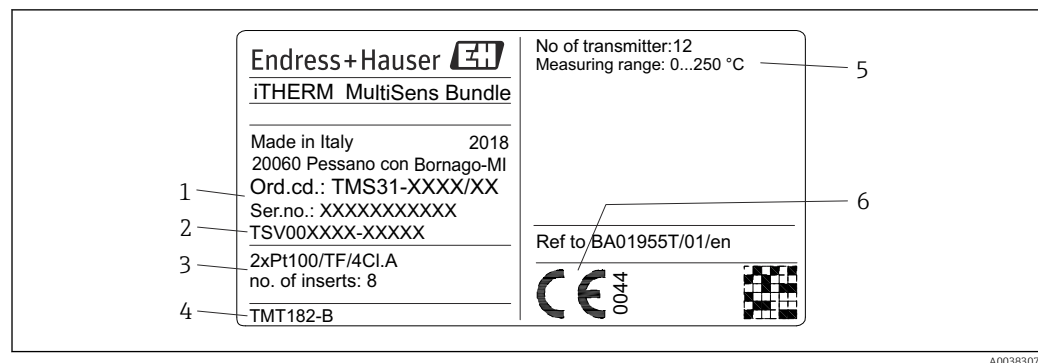 Endress+Hauser EH
iTHERM MultiSens Bundle
Made in Italy 2018
20060 Pessano con Bornago-MI
Ord.cd.: TMS31-XXXX/XX
Ser.no.: XXXXXXXXXXX
TSV00XXXX-XXXXX
2xPt100/TF/4Cl.A
no. of inserts: 8
TMT182-B
No of transmitter:12
Measuring range: 0...250 °C
Ref to BA01955T/01/en
CE 0044
1
2
3
4
5
6
A0038307